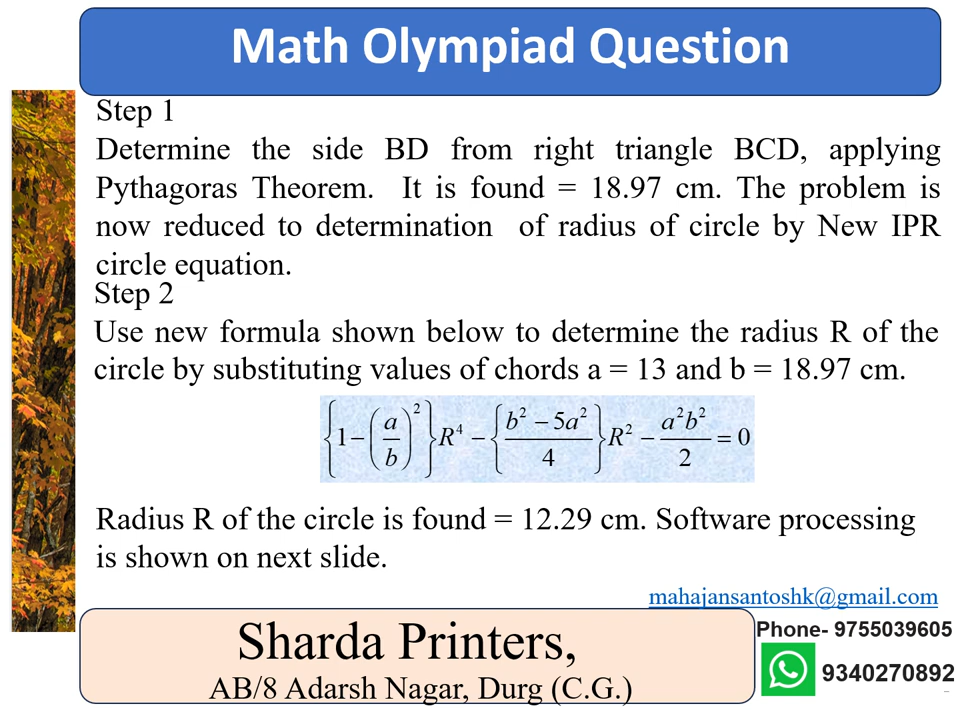 Math Olympiad Question
Step 1
Determine the side BD from right triangle BCD, applying
Pythagoras Theorem. It is found = 18.97 cm. The problem is
now reduced to determination of radius of circle by New IPR
circle equation.
Step 2
Use new formula shown below to determine the radius R of the
circle by substituting values of chords a = 13 and b = 18.97 cm.
{1−(a/b)²}R⁴ − {(b² − 5a²)/4}R² − a²b²/2 = 0
Radius R of the circle is found = 12.29 cm. Software processing
is shown on next slide.
mahajansantoshk@gmail.com
Phone- 9755039605
9340270892
Sharda Printers,
AB/8 Adarsh Nagar, Durg (C.G.)